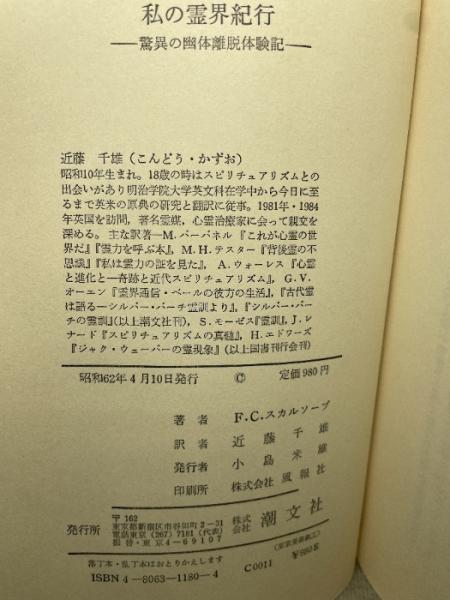 私の霊界紀行
―驚異の幽体離脱体験記―
近藤 千雄（こんどう・かずお）
昭和10年生まれ。18歳の時はスピリチュアリズムとの
出会いがあり明治学院大学英文科在学中から今日に至
るまで英米の原典の研究と翻訳に従事。1981年・1984
年英国を訪問，著名霊媒，心霊治療家に会って親交を
深める。主な訳著―M.バーバネル『これが心霊の世
界だ』『霊力を呼ぶ本』，M.H.テスター『背後霊の不
思議』『私は霊力の証を見た』，A.ウォーレス『心霊
と進化と―奇跡と近代スピリチュアリズム』，G.V.
オーエン『霊界通信・ベールの彼方の生活』，『古代霊
は語る―シルバー・バーチ霊訓より』，『シルバー・バー
チの霊訓』（以上潮文社刊），S.モーゼス『霊訓』，J.レ
ナード『スピリチュアリズムの真髄』，H.エドワーズ
『ジャック・ウェーバーの霊現象』（以上国書刊行会刊）
昭和62年4月10日発行 Ⓒ 定価980円
著者 F.C.スカルソープ
訳者 近藤千雄
発行者 小島米雄
印刷所 株式会社 風報社
発行所 〒162
東京都新宿区市谷加町2-31
電話東京(267)7181(代表)
振替・東京4-69107
株式会社 潮文社
落丁本・乱丁本はおとりかえします
ISBN 4-8063-1180-4 C0011 ¥980E